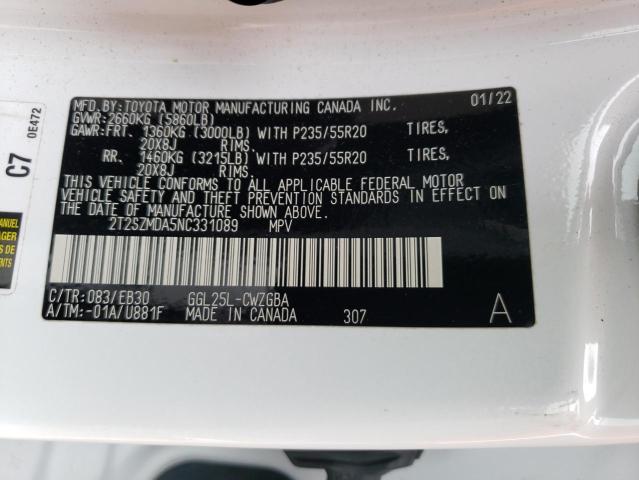 MFD.BY:TOYOTA MOTOR MANUFACTURING CANADA INC. 01/22
GVWR:2660KG (5860LB)
GAWR:FRT. 1360KG (3000LB) WITH P235/55R20 TIRES,
20X8J RIMS.
RR. 1460KG (3215LB) WITH P235/55R20 TIRES,
20X8J RIMS.
THIS VEHICLE CONFORMS TO ALL APPLICABLE FEDERAL MOTOR
VEHICLE SAFETY AND THEFT PREVENTION STANDARDS IN EFFECT ON
THE DATE OF MANUFACTURE SHOWN ABOVE.
2T2SZMDA5NC331089 MPV
C/TR:083/EB30 GGL25L-CWZGBA
A/TM:-01A/U881F MADE IN CANADA 307 A
C7 0E472